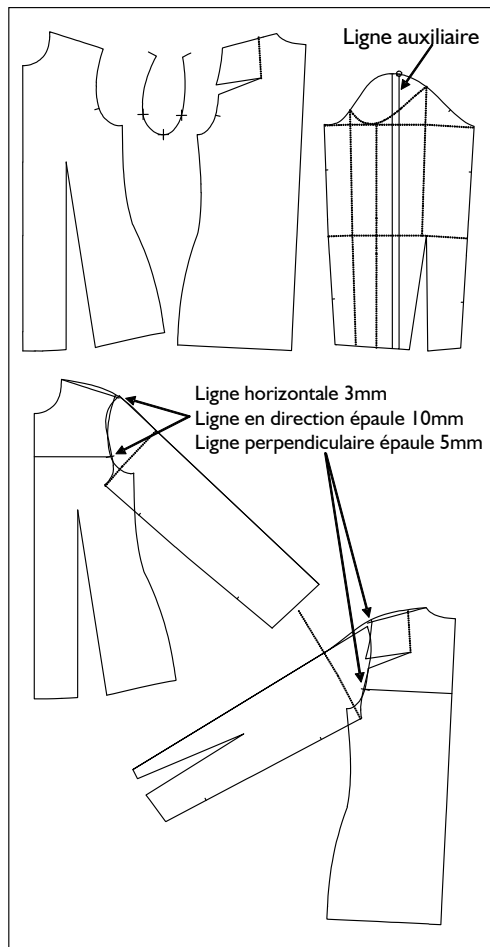 Ligne auxiliaire
Ligne horizontale 3mm
Ligne en direction épaule 10mm
Ligne perpendiculaire épaule 5mm